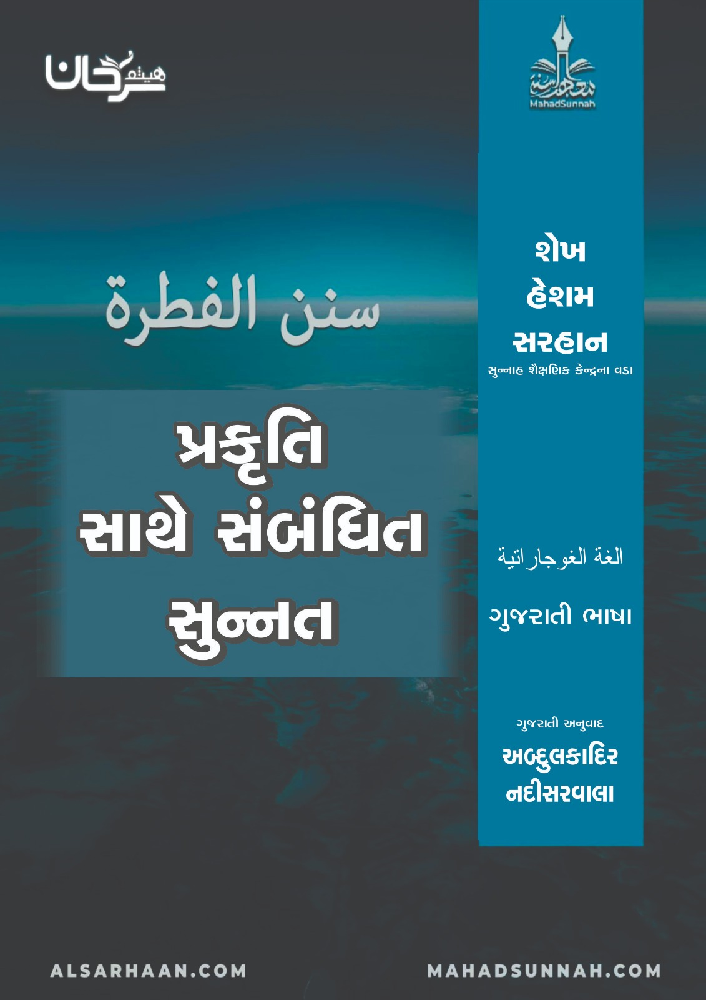 هيثم سرحان
MahadSunnah
سنن الفطرة
પ્રકૃતિ
સાથે સંબંધિત
સુન્નત
શેખ
હેશમ
સરહાન
સુન્નાહ શૈક્ષણિક કેન્દ્રના વડા
الغة الغوجاراتية
ગુજરાતી ભાષા
ગુજરાતી અનુવાદ
અબ્દુલકાદિર
નદીસરવાલા
ALSARHAAN.COM
MAHADSUNNAH.COM